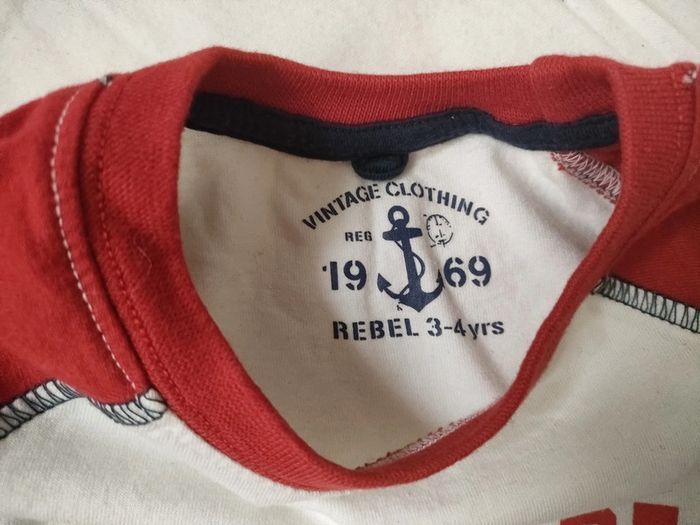 VINTAGE CLOTHING
REG
19 69
REBEL 3-4yrs